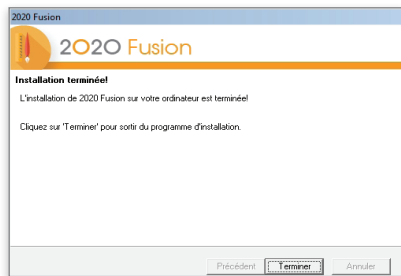 2020 Fusion
2020 Fusion
Installation terminée!
L'installation de 2020 Fusion sur votre ordinateur est terminée!
Cliquez sur 'Terminer' pour sortir du programme d'installation.
Précédent Terminer Annuler